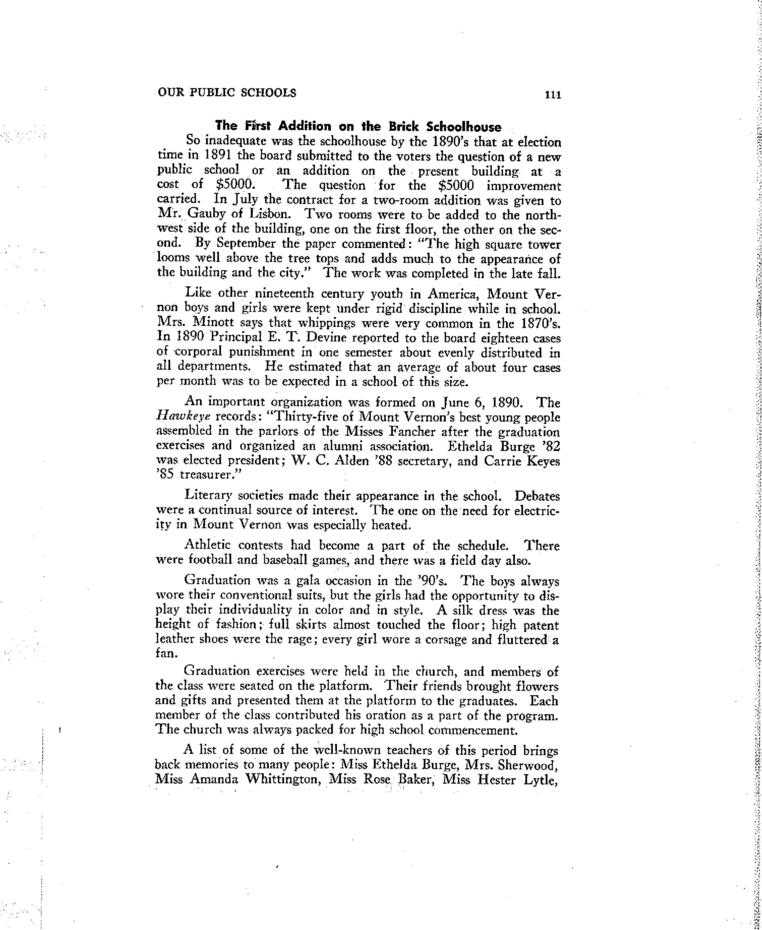 OUR PUBLIC SCHOOLS 111
The First Addition on the Brick Schoolhouse
So inadequate was the schoolhouse by the 1890's that at election
time in 1891 the board submitted to the voters the question of a new
public school or an addition on the present building at a
cost of $5000. The question for the $5000 improvement
carried. In July the contract for a two-room addition was given to
Mr. Gauby of Lisbon. Two rooms were to be added to the north-
west side of the building, one on the first floor, the other on the sec-
ond. By September the paper commented: "The high square tower
looms well above the tree tops and adds much to the appearance of
the building and the city." The work was completed in the late fall.
Like other nineteenth century youth in America, Mount Ver-
non boys and girls were kept under rigid discipline while in school.
Mrs. Minott says that whippings were very common in the 1870's.
In 1890 Principal E. T. Devine reported to the board eighteen cases
of corporal punishment in one semester about evenly distributed in
all departments. He estimated that an average of about four cases
per month was to be expected in a school of this size.
An important organization was formed on June 6, 1890. The
Hawkeye records: "Thirty-five of Mount Vernon's best young people
assembled in the parlors of the Misses Fancher after the graduation
exercises and organized an alumni association. Ethelda Burge '82
was elected president; W. C. Alden '88 secretary, and Carrie Keyes
'85 treasurer."
Literary societies made their appearance in the school. Debates
were a continual source of interest. The one on the need for electric-
ity in Mount Vernon was especially heated.
Athletic contests had become a part of the schedule. There
were football and baseball games, and there was a field day also.
Graduation was a gala occasion in the '90's. The boys always
wore their conventional suits, but the girls had the opportunity to dis-
play their individuality in color and in style. A silk dress was the
height of fashion; full skirts almost touched the floor; high patent
leather shoes were the rage; every girl wore a corsage and fluttered a
fan.
Graduation exercises were held in the church, and members of
the class were seated on the platform. Their friends brought flowers
and gifts and presented them at the platform to the graduates. Each
member of the class contributed his oration as a part of the program.
The church was always packed for high school commencement.
A list of some of the well-known teachers of this period brings
back memories to many people: Miss Ethelda Burge, Mrs. Sherwood,
Miss Amanda Whittington, Miss Rose Baker, Miss Hester Lytle,